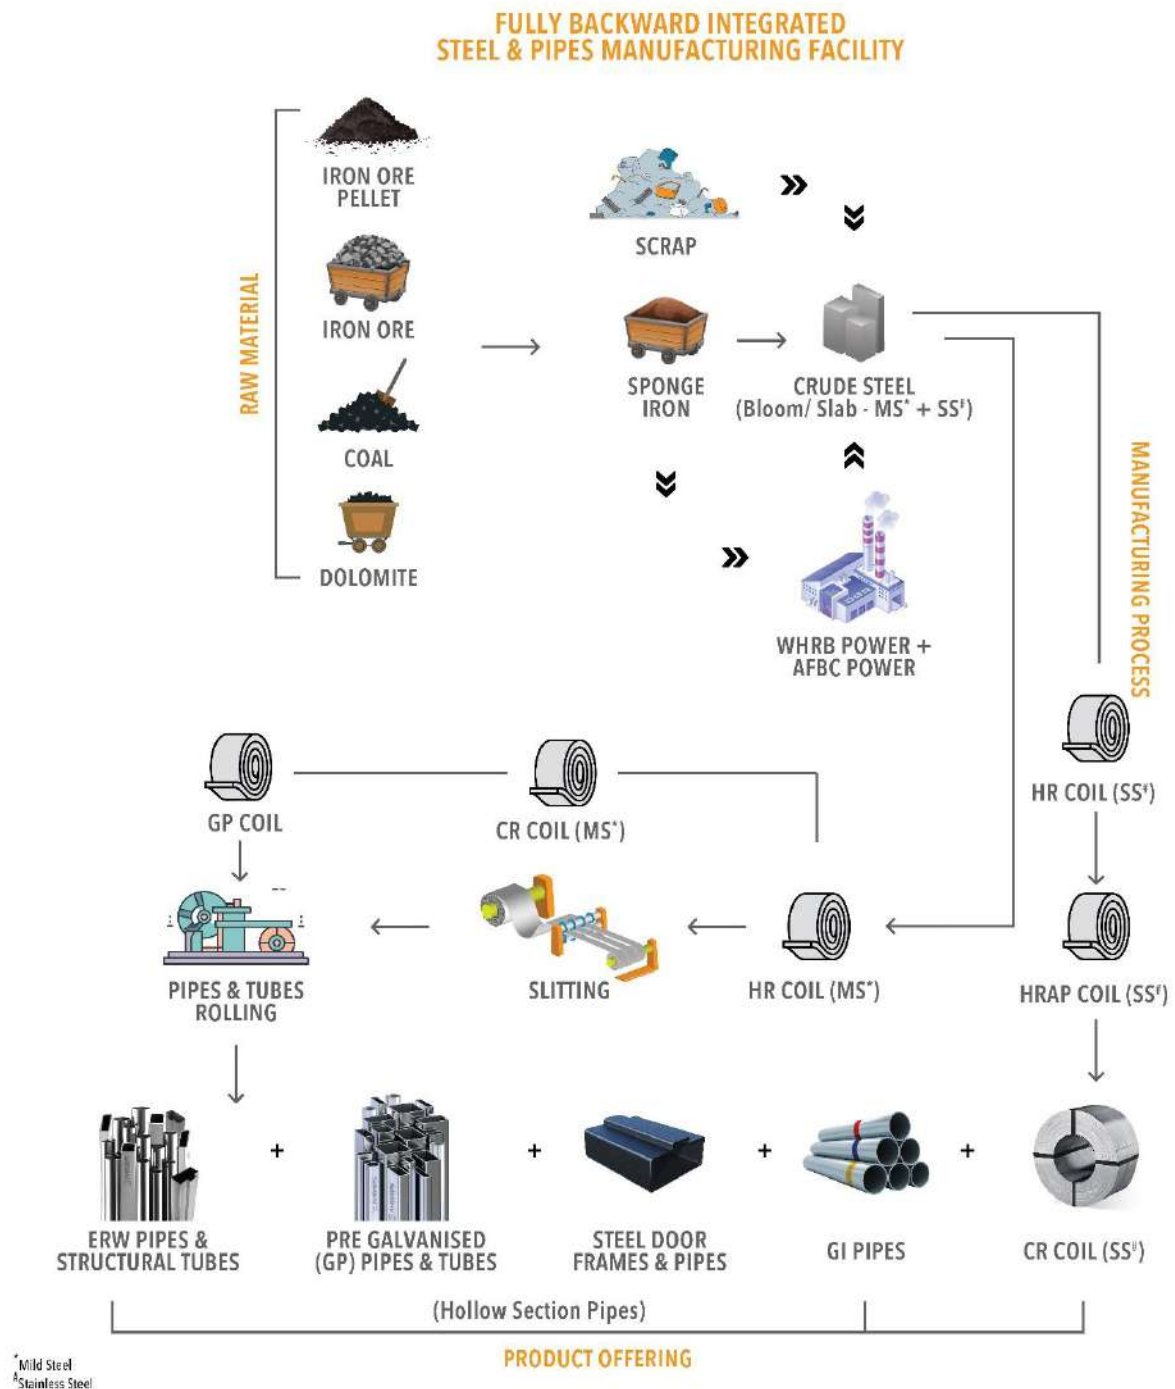 FULLY BACKWARD INTEGRATED
STEEL & PIPES MANUFACTURING FACILITY
RAW MATERIAL
IRON ORE
PELLET
IRON ORE
COAL
DOLOMITE
SCRAP
SPONGE
IRON
CRUDE STEEL
(Bloom/ Slab - MS* + SS#)
WHRB POWER +
AFBC POWER
MANUFACTURING PROCESS
GP COIL
CR COIL (MS*)
HR COIL (SS#)
PIPES & TUBES
ROLLING
SLITTING
HR COIL (MS*)
HRAP COIL (SS#)
+
+
+
+
ERW PIPES &
STRUCTURAL TUBES
PRE GALVANISED
(GP) PIPES & TUBES
STEEL DOOR
FRAMES & PIPES
GI PIPES
CR COIL (SS#)
(Hollow Section Pipes)
PRODUCT OFFERING
*Mild Steel
#Stainless Steel